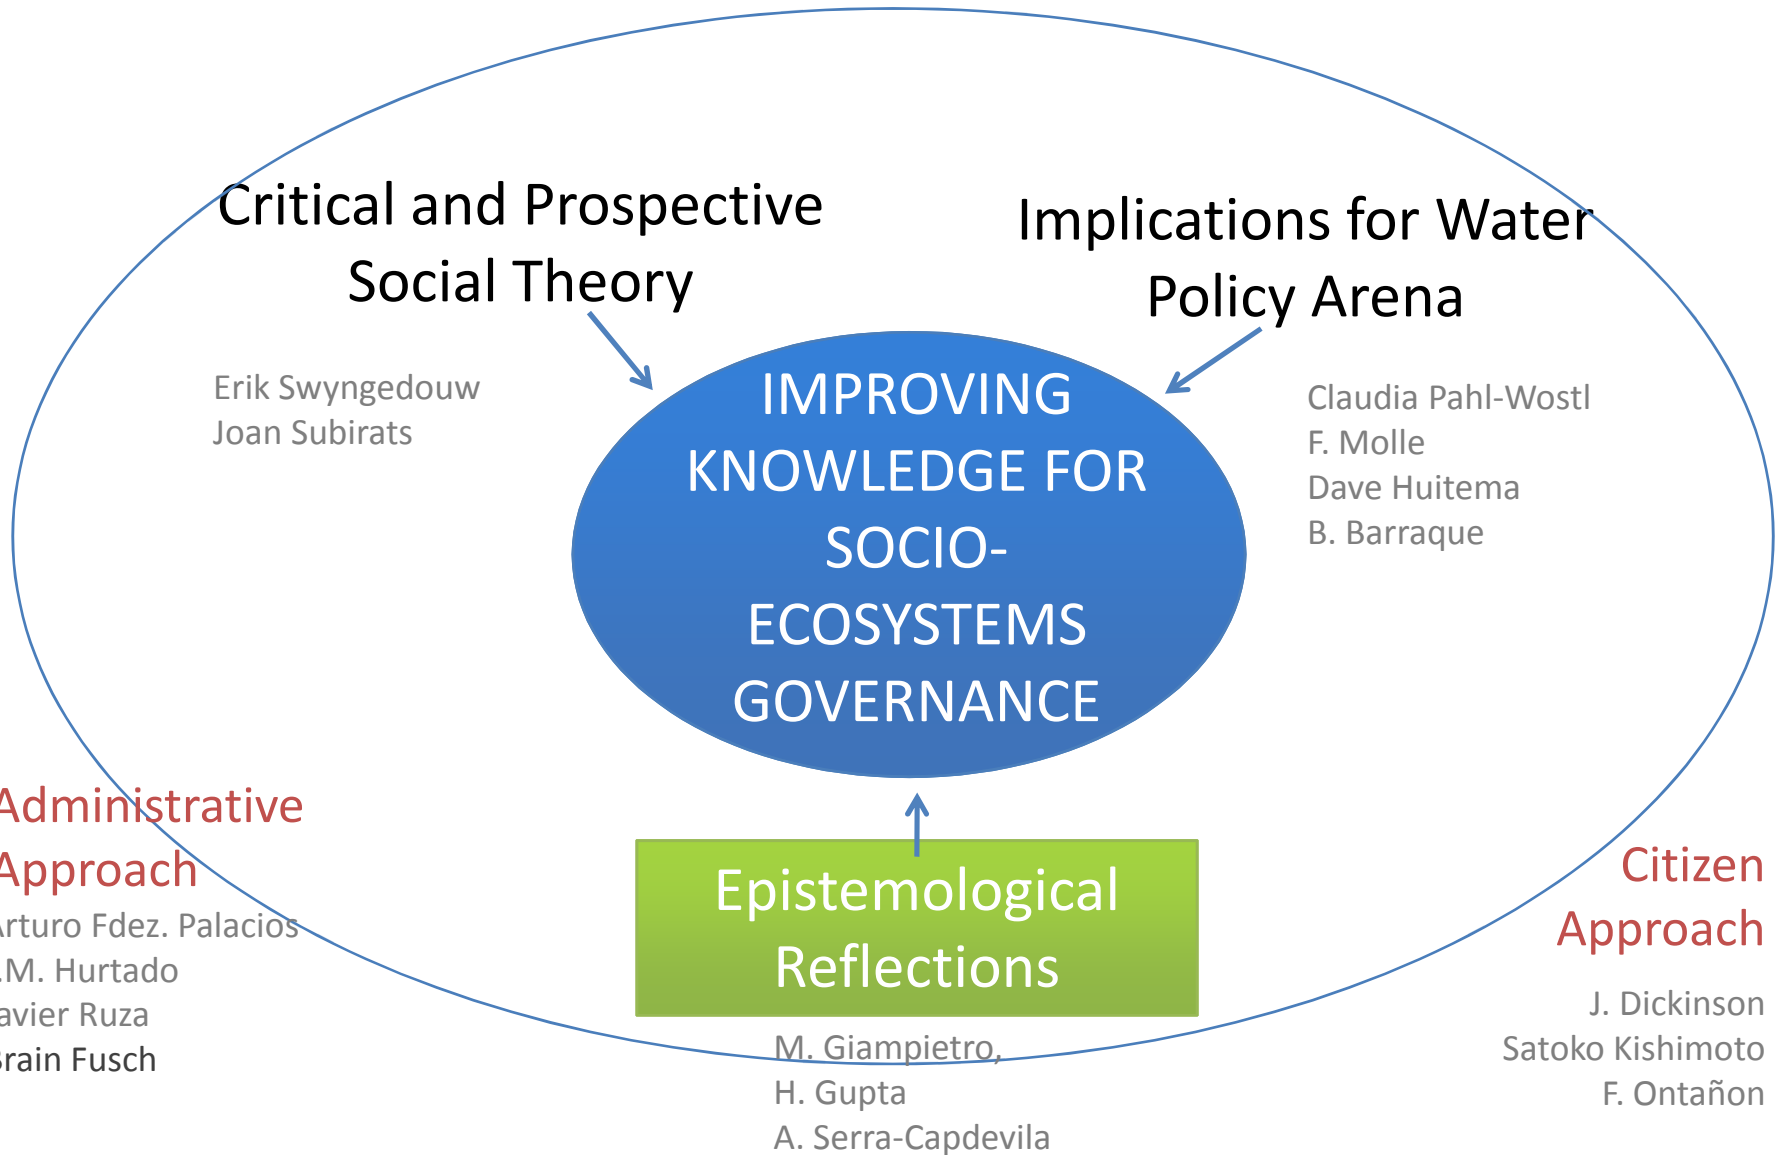 Critical and Prospective
Social Theory
Implications for Water
Policy Arena
Erik Swyngedouw
Joan Subirats
IMPROVING
KNOWLEDGE FOR
SOCIO-
ECOSYSTEMS
GOVERNANCE
Claudia Pahl-Wostl
F. Molle
Dave Huitema
B. Barraque
Administrative
Approach
Arturo Fdez. Palacios
.M. Hurtado
avier Ruza
Brain Fusch
Epistemological
Reflections
M. Giampietro,
H. Gupta
A. Serra-Capdevila
Citizen
Approach
J. Dickinson
Satoko Kishimoto
F. Ontañon